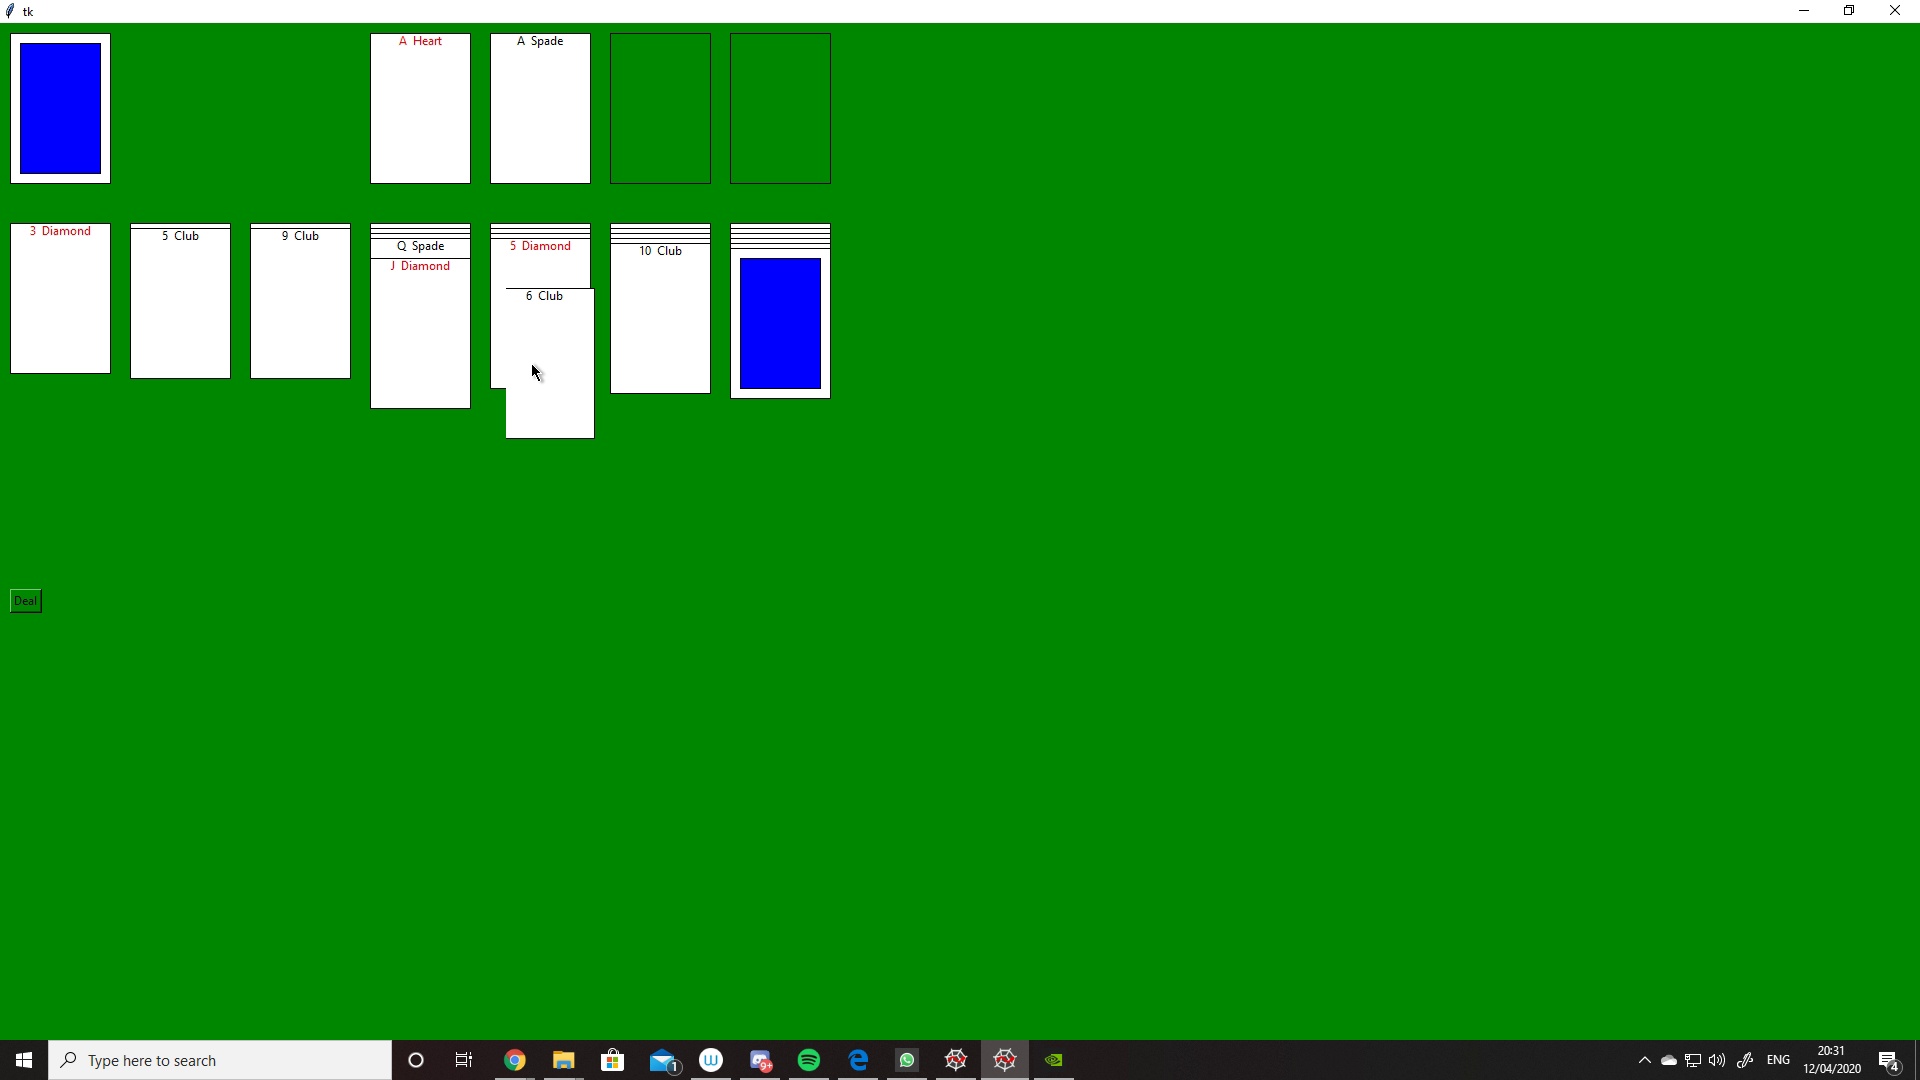 tk
A Heart
A Spade
3 Diamond
5 Club
9 Club
Q Spade
J Diamond
5 Diamond
6 Club
10 Club
Deal
Type here to search
1
W
9+
ENG
20:31
12/04/2020
4